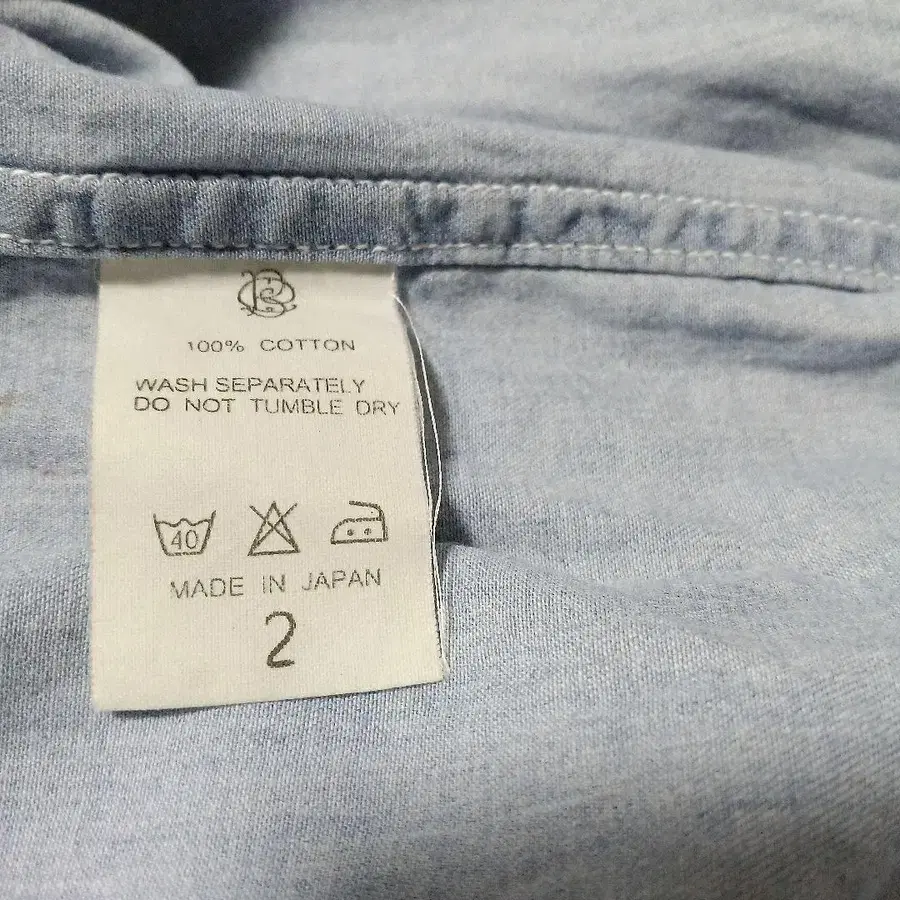 100% COTTON
WASH SEPARATELY
DO NOT TUMBLE DRY
40
MADE IN JAPAN
2